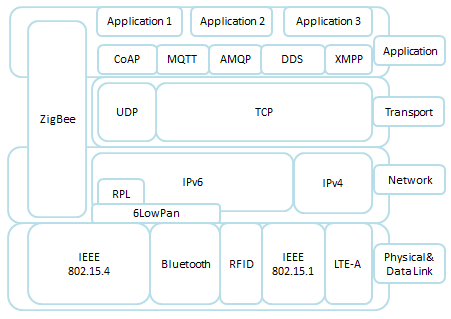 Application 1
Application 2
Application 3
Application
CoAP
MQTT
AMQP
DDS
XMPP
ZigBee
UDP
TCP
Transport
IPv6
IPv4
Network
RPL
6LowPan
IEEE
802.15.4
Bluetooth
RFID
IEEE
802.15.1
LTE-A
Physical &
Data Link